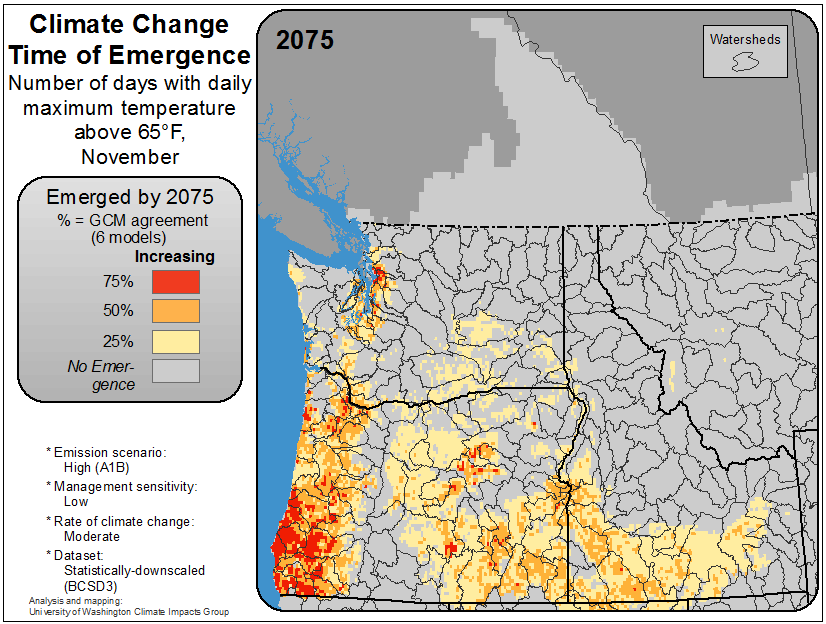 Climate Change
Time of Emergence
Number of days with daily
maximum temperature
above 65°F,
November
Emerged by 2075
% = GCM agreement
(6 models)
Increasing
75%
50%
25%
No Emer-
gence
* Emission scenario:
High (A1B)
* Management sensitivity:
Low
* Rate of climate change:
Moderate
* Dataset:
Statistically-downscaled
(BCSD3)
Analysis and mapping:
University of Washington Climate Impacts Group
2075
Watersheds